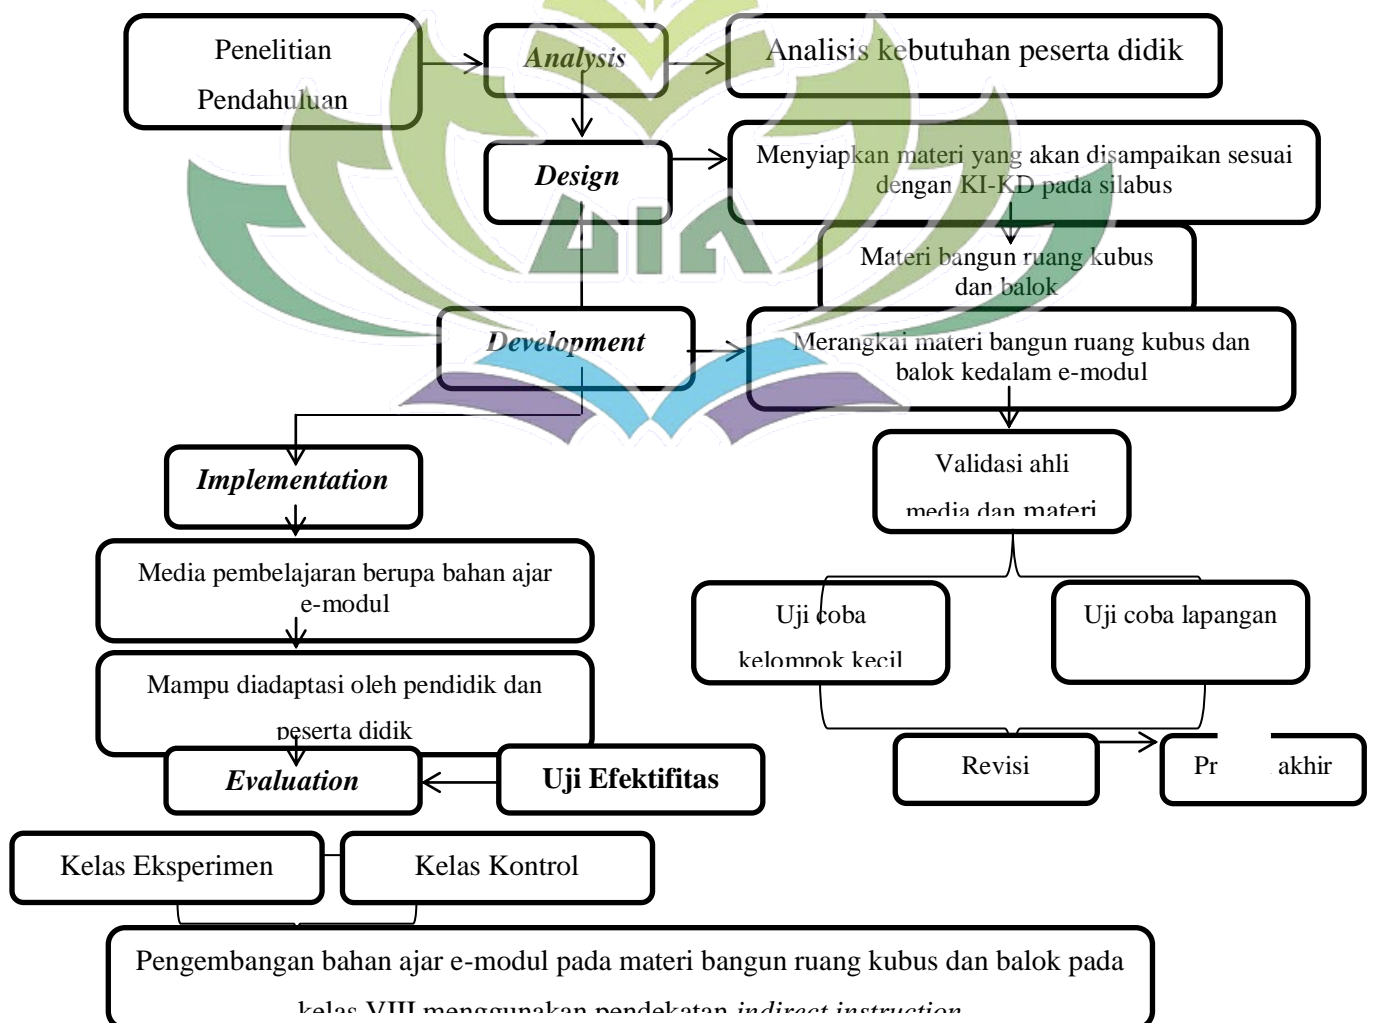 Penelitian
Pendahuluan
Analysis
Analisis kebutuhan peserta didik
Design
Menyiapkan materi yang akan disampaikan sesuai
dengan KI-KD pada silabus
Materi bangun ruang kubus
dan balok
Development
Merangkai materi bangun ruang kubus dan
balok kedalam e-modul
Implementation
Validasi ahli
media dan materi
Media pembelajaran berupa bahan ajar
e-modul
Uji coba
kelompok kecil
Uji coba lapangan
Mampu diadaptasi oleh pendidik dan
peserta didik
Evaluation
Uji Efektifitas
Revisi
akhir
Kelas Eksperimen
Kelas Kontrol
Pengembangan bahan ajar e-modul pada materi bangun ruang kubus dan balok pada
kelas VIII menggunakan pendekatan indirect instruction